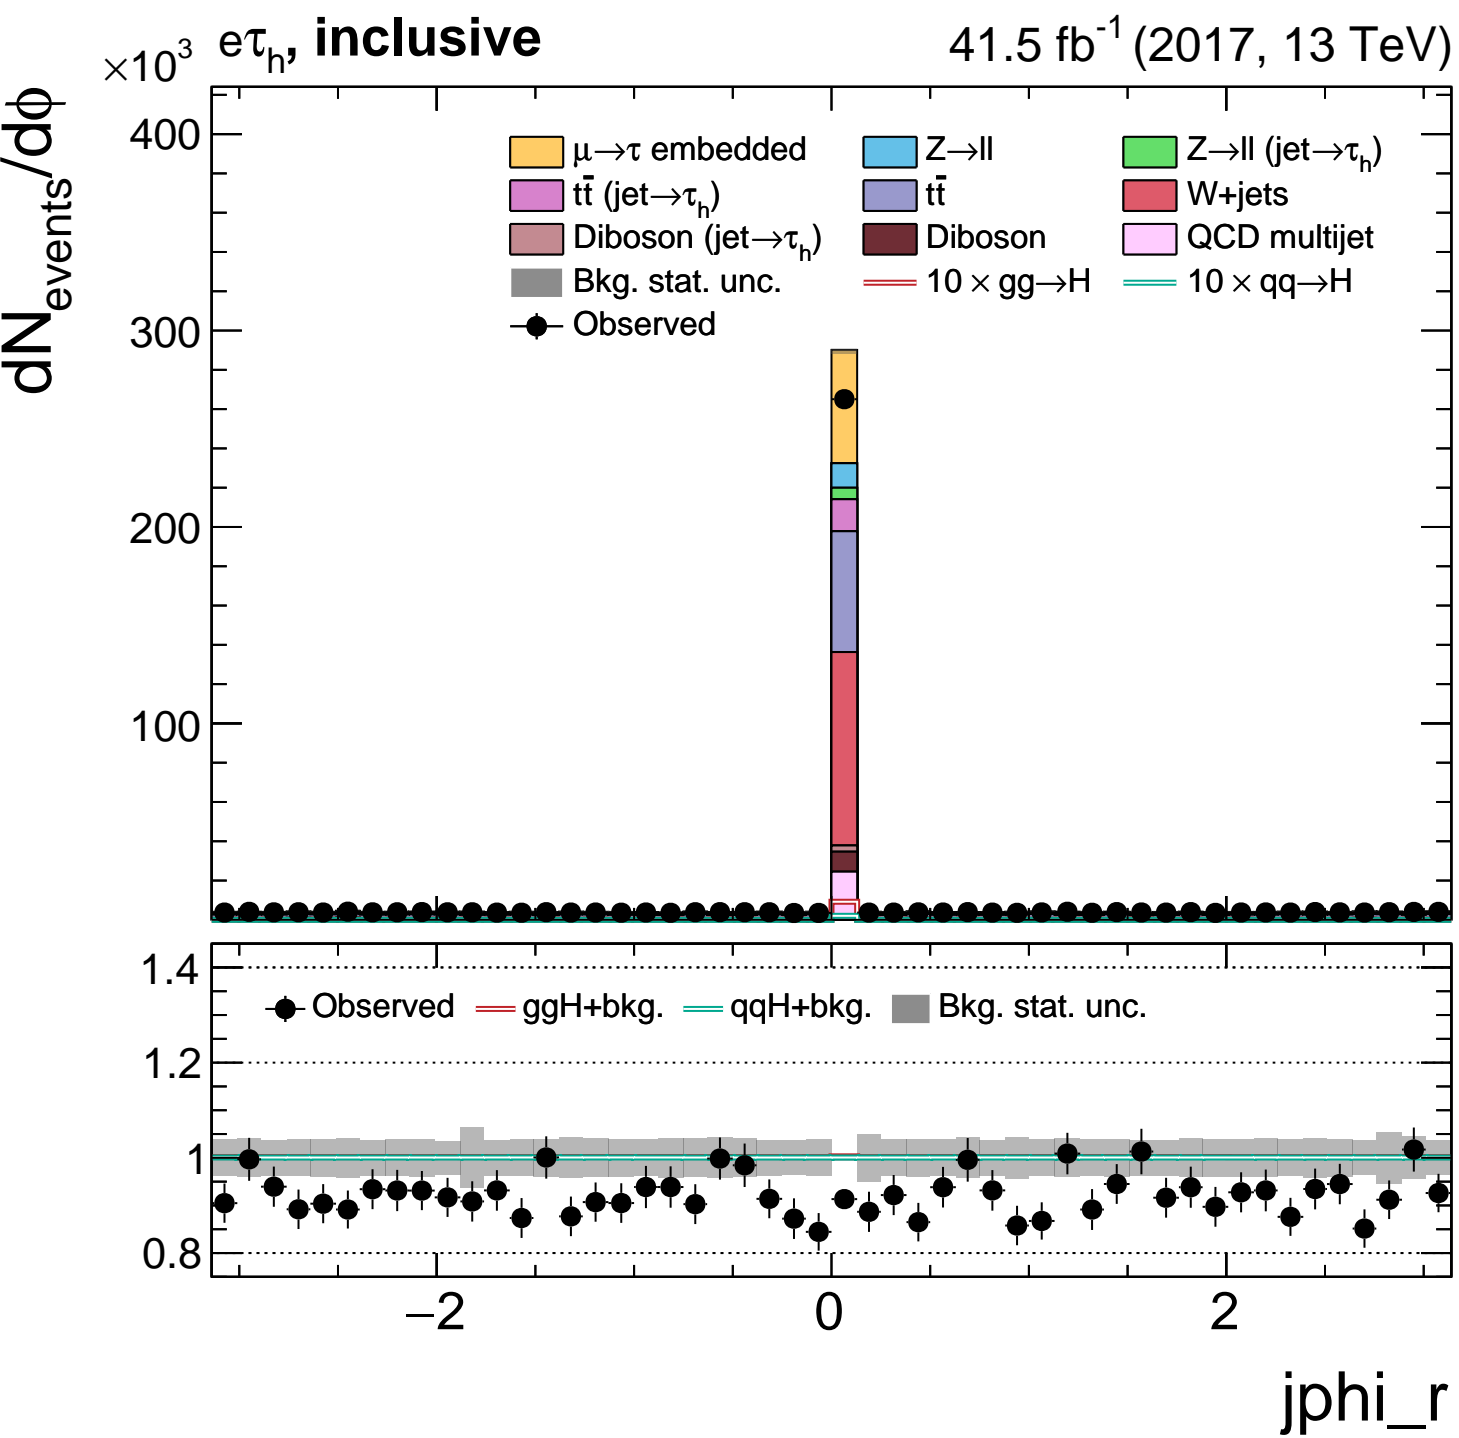 ×10³ eτₕ, inclusive 41.5 fb⁻¹ (2017, 13 TeV)
dN_events/dϕ
400
300
200
100
μ→τ embedded Z→ll Z→ll (jet→τₕ)
tt̄ (jet→τₕ) tt̄ W+jets
Diboson (jet→τₕ) Diboson QCD multijet
Bkg. stat. unc. 10 × gg→H 10 × qq→H
Observed
1.4
1.2
1
0.8
Observed ggH+bkg. qqH+bkg. Bkg. stat. unc.
−2 0 2
jphi_r